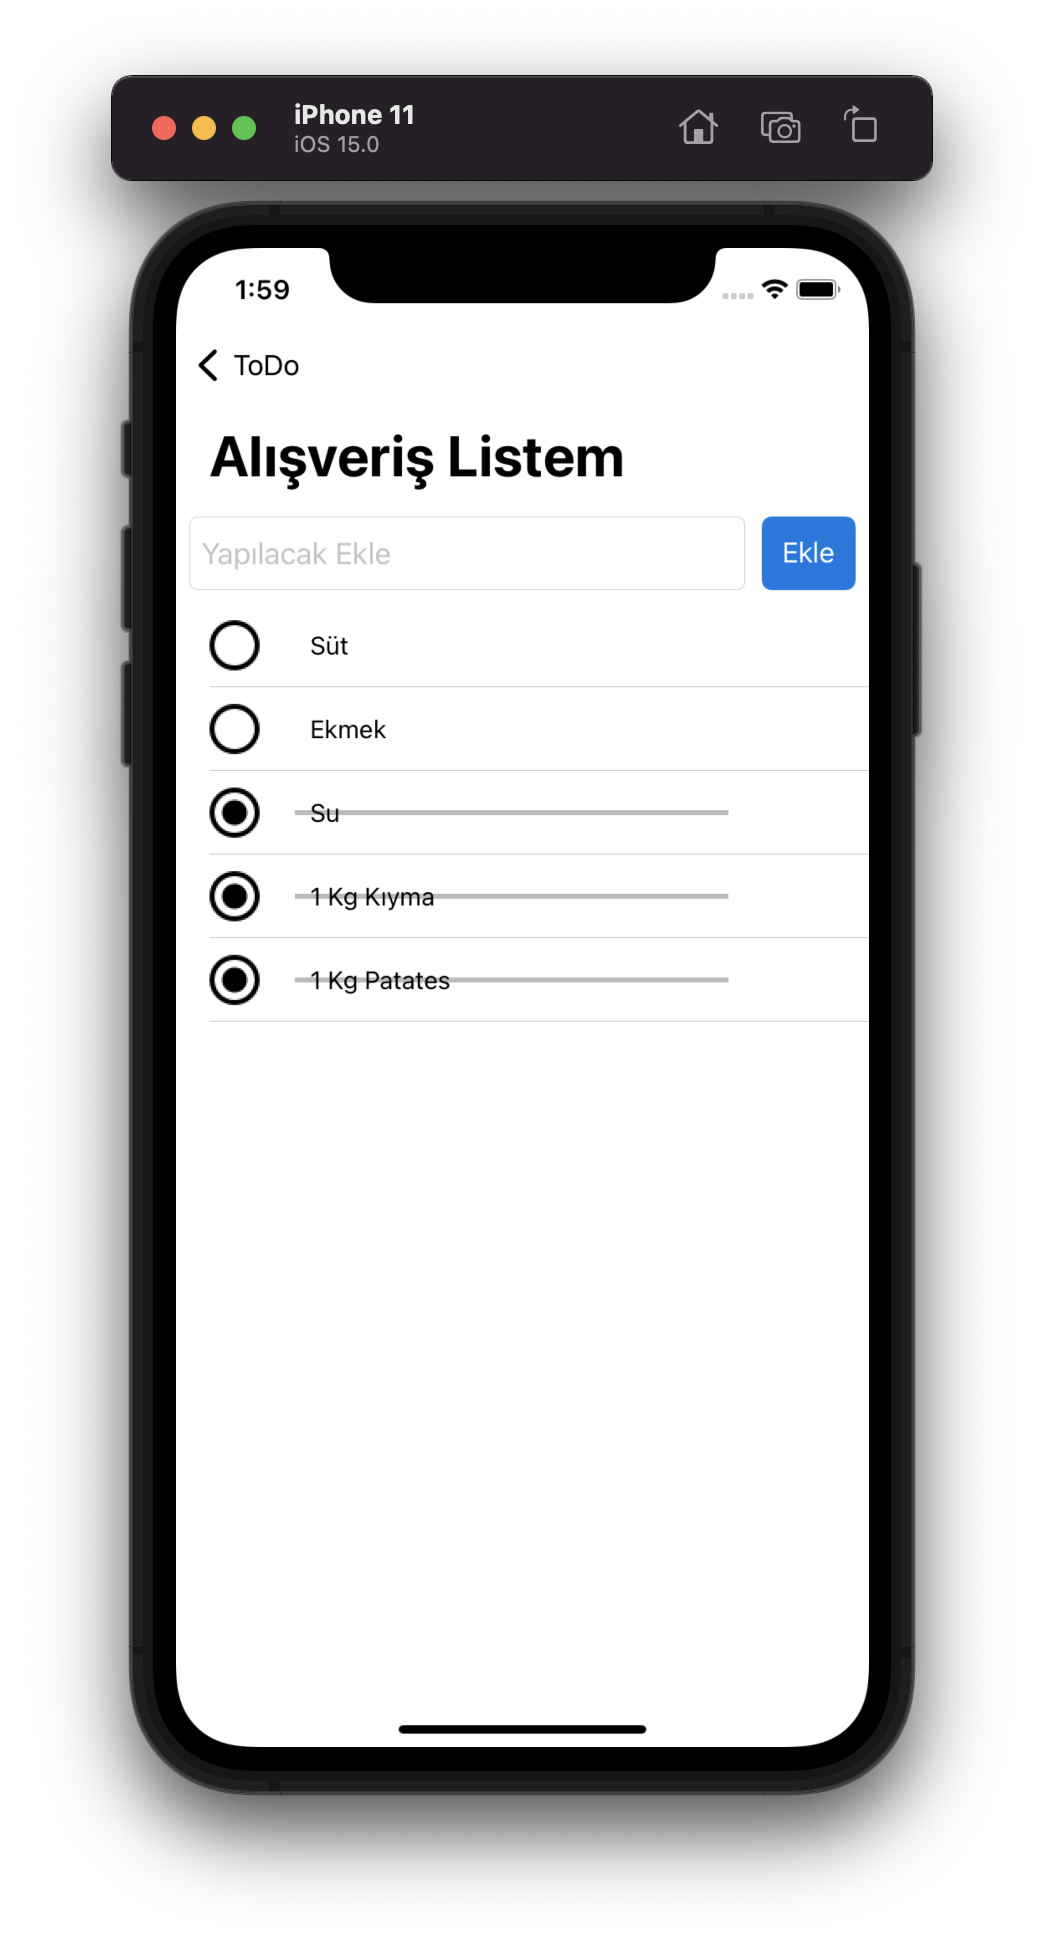 iPhone 11
iOS 15.0
1:59
ToDo
Alışveriş Listem
Yapılacak Ekle
Ekle
Süt
Ekmek
Su
1 Kg Kıyma
1 Kg Patates